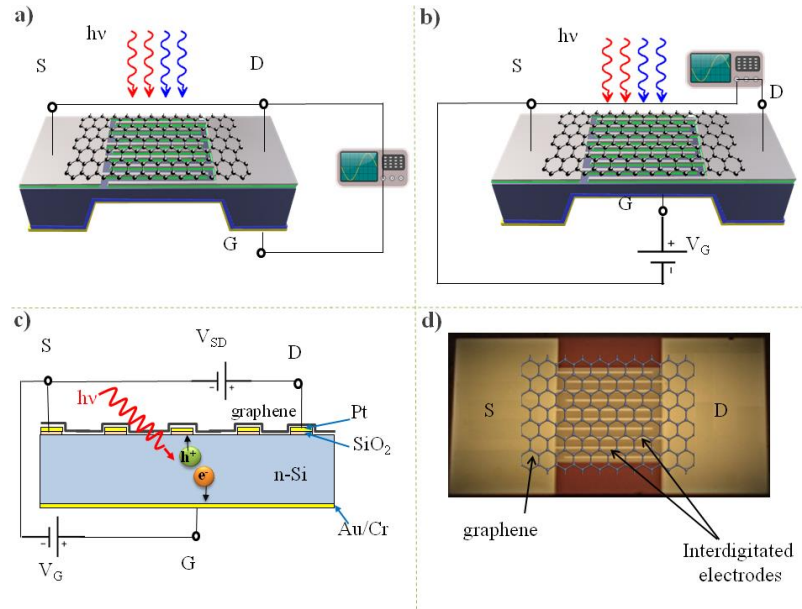 a)
hν
S
D
G
b)
hν
S
D
G
+
V_G
-
c)
S
V_SD
D
- +
hν
graphene
Pt
SiO₂
h⁺
e⁻
n-Si
Au/Cr
- +
V_G
G
d)
S
D
graphene
Interdigitated
electrodes